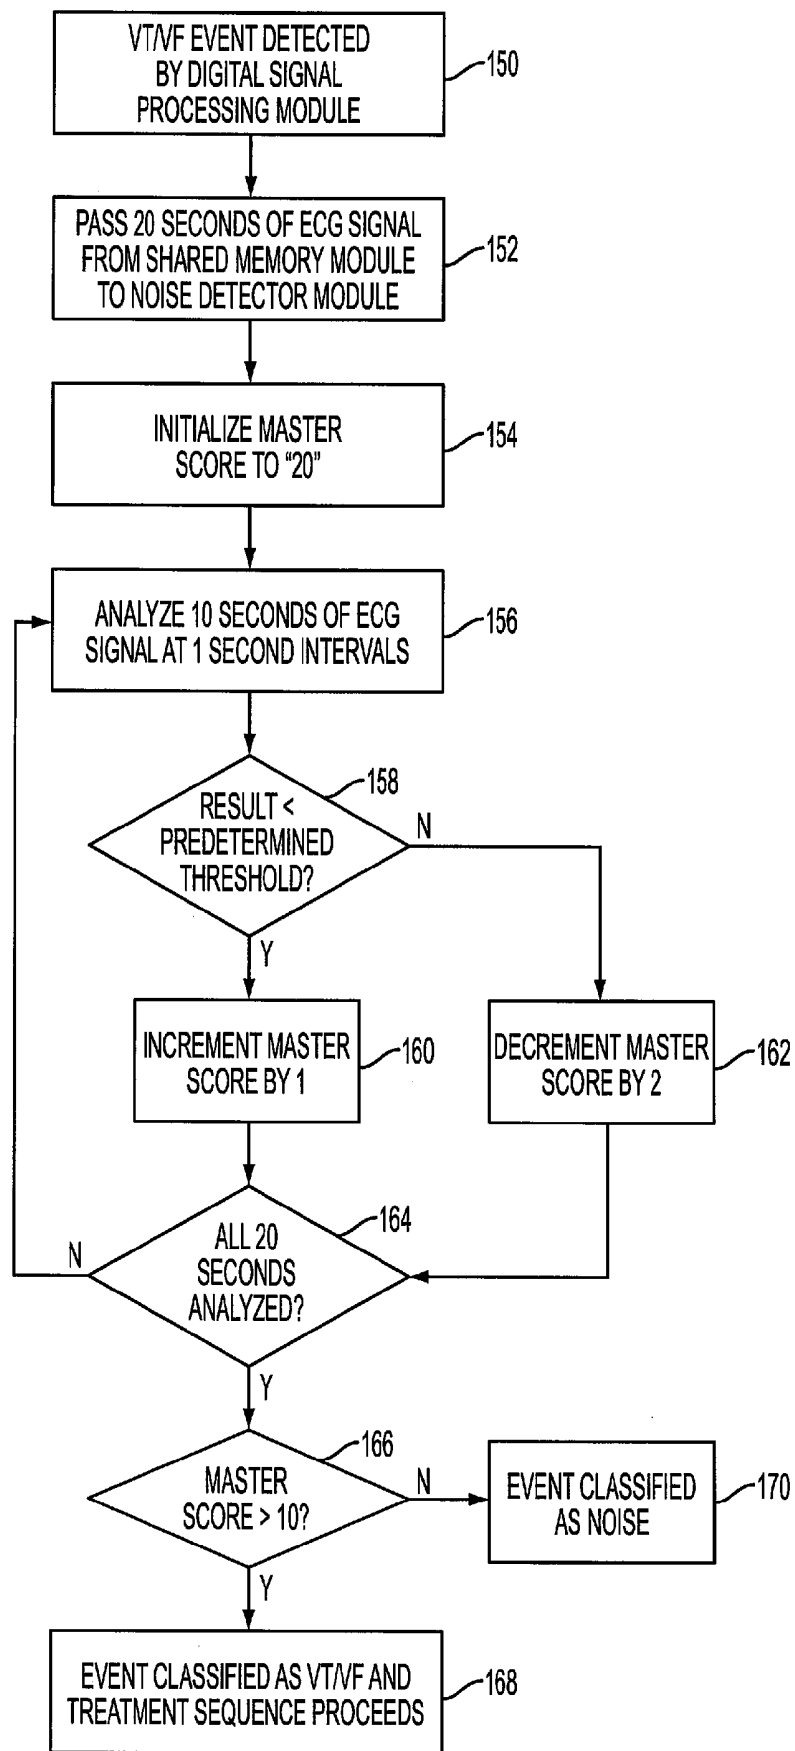 VT/VF EVENT DETECTED
BY DIGITAL SIGNAL
PROCESSING MODULE
150
PASS 20 SECONDS OF ECG SIGNAL
FROM SHARED MEMORY MODULE
TO NOISE DETECTOR MODULE
152
INITIALIZE MASTER
SCORE TO “20”
154
ANALYZE 10 SECONDS OF ECG
SIGNAL AT 1 SECOND INTERVALS
156
RESULT <
PREDETERMINED
THRESHOLD?
158
N
Y
INCREMENT MASTER
SCORE BY 1
160
DECREMENT MASTER
SCORE BY 2
162
ALL 20
SECONDS
ANALYZED?
164
N
Y
MASTER
SCORE > 10?
166
N
Y
EVENT CLASSIFIED
AS NOISE
170
EVENT CLASSIFIED AS VT/VF AND
TREATMENT SEQUENCE PROCEEDS
168